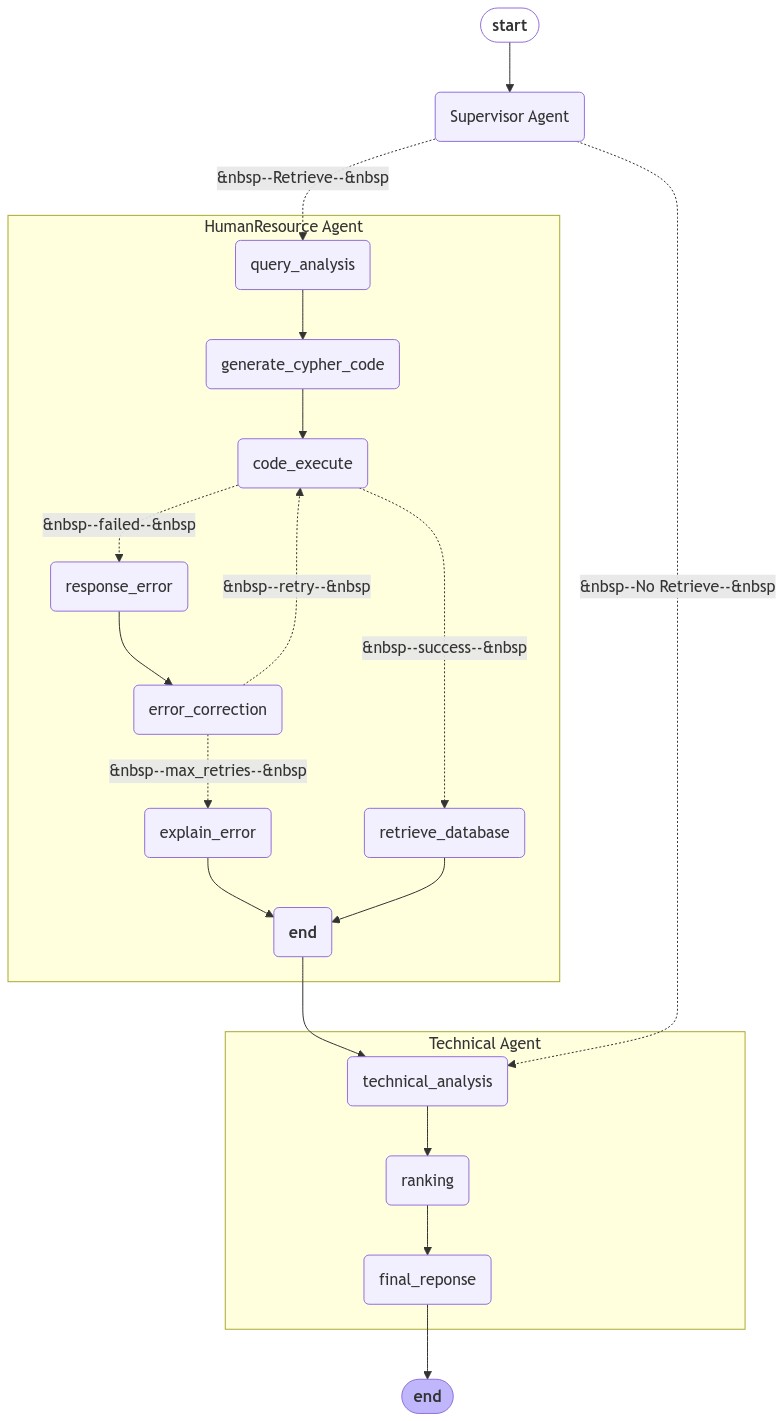 start
Supervisor Agent
&nbsp--Retrieve--&nbsp
HumanResource Agent
query_analysis
generate_cypher_code
code_execute
&nbsp--failed--&nbsp
response_error
&nbsp--retry--&nbsp
&nbsp--No Retrieve--&nbsp
&nbsp--success--&nbsp
error_correction
&nbsp--max_retries--&nbsp
explain_error
retrieve_database
end
Technical Agent
technical_analysis
ranking
final_reponse
end